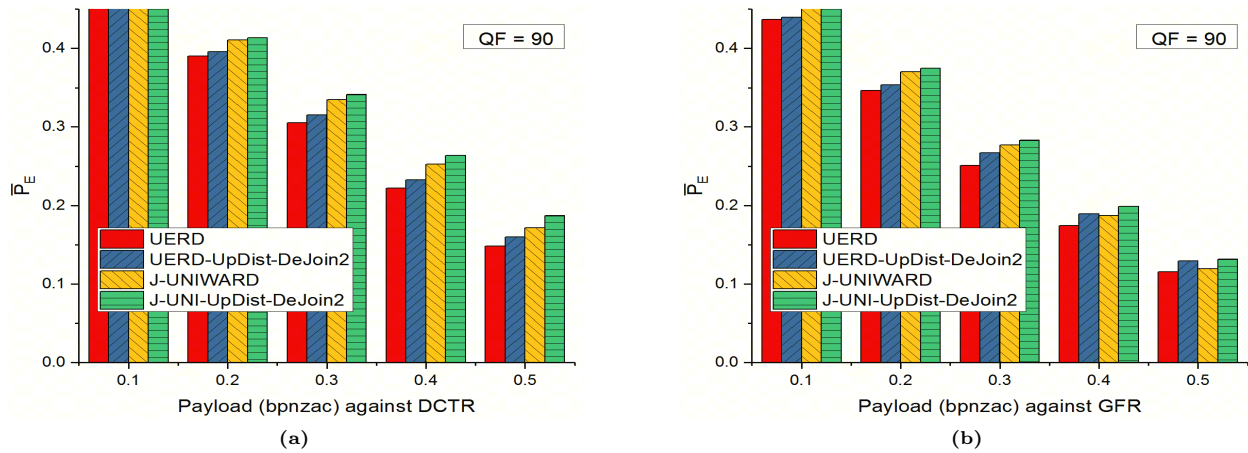 QF = 90
0.4
0.3
0.2
0.1
0.0
P̅E
UERD
UERD-UpDist-DeJoin2
J-UNIWARD
J-UNI-UpDist-DeJoin2
0.1 0.2 0.3 0.4 0.5
Payload (bpnzac) against DCTR
(a)
QF = 90
0.4
0.3
0.2
0.1
0.0
P̅E
UERD
UERD-UpDist-DeJoin2
J-UNIWARD
J-UNI-UpDist-DeJoin2
0.1 0.2 0.3 0.4 0.5
Payload (bpnzac) against GFR
(b)